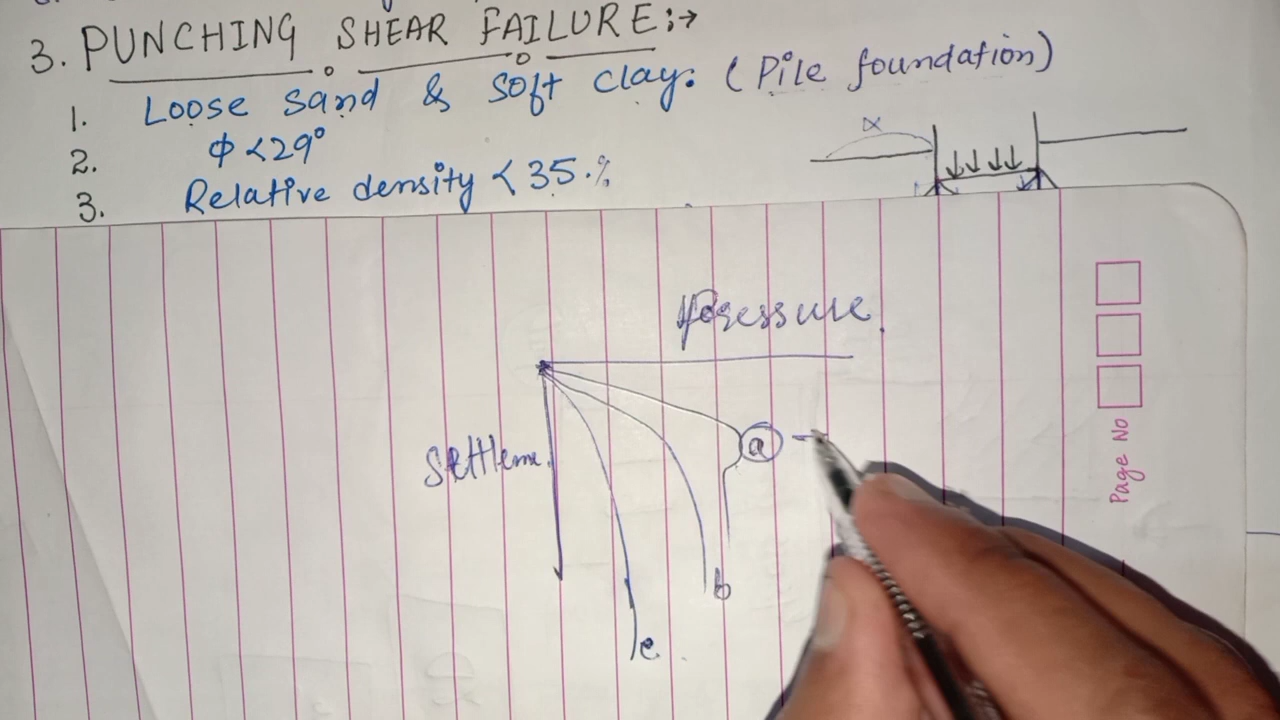 3. PUNCHING SHEAR FAILURE:→
1. Loose sand & soft clay. (Pile foundation)
2. Φ < 29°
3. Relative density < 35 %
α
Pressure
Settleme.
a
b
c
Page No